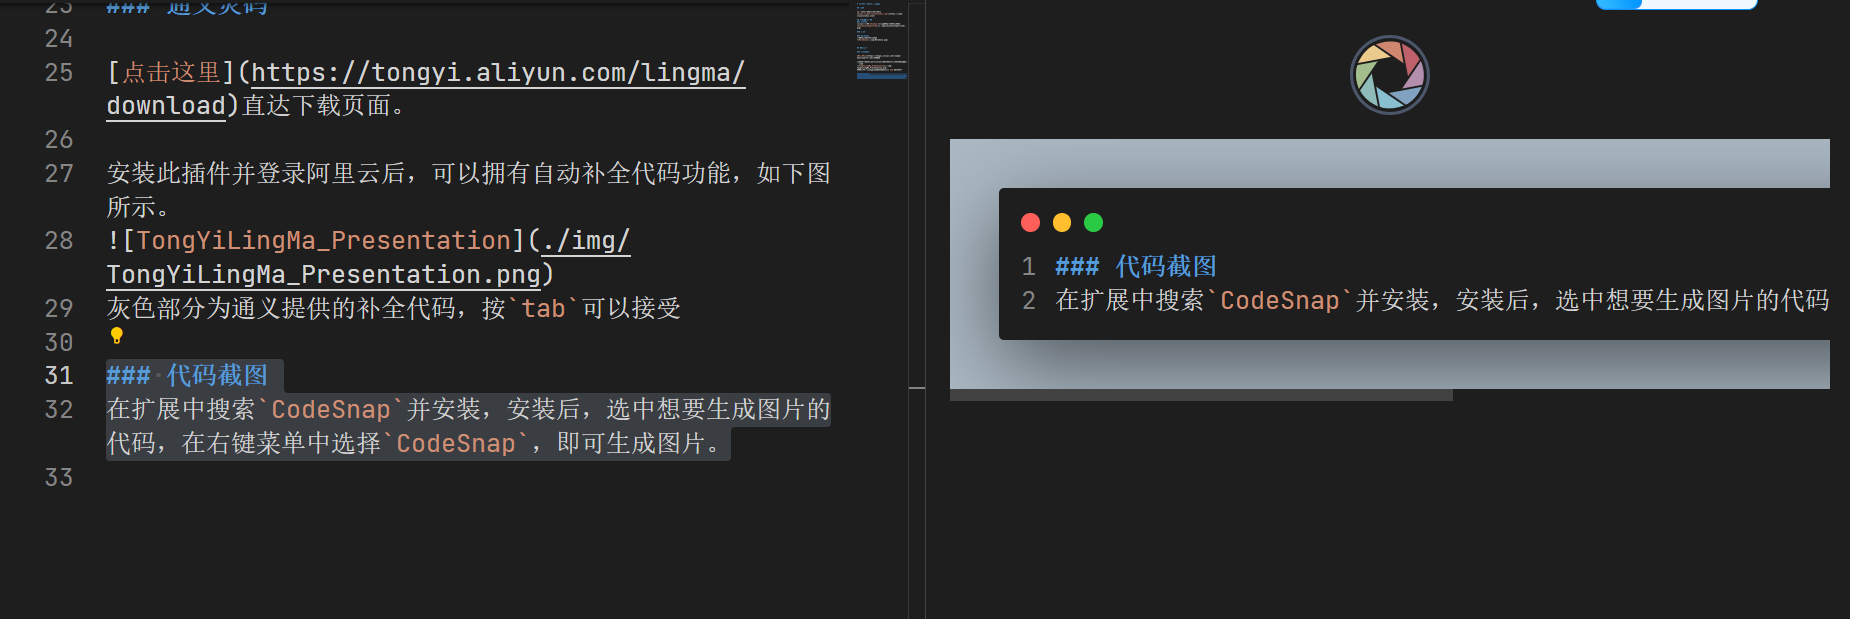 23 ### 通义灵码
24
25 [点击这里](https://tongyi.aliyun.com/lingma/
download)直达下载页面。
26
27 安装此插件并登录阿里云后，可以拥有自动补全代码功能，如下图
所示。
28 ![TongYiLingMa_Presentation](./img/
TongYiLingMa_Presentation.png)
29 灰色部分为通义提供的补全代码，按`tab`可以接受
30
31 ### 代码截图
32 在扩展中搜索`CodeSnap`并安装，安装后，选中想要生成图片的
代码，在右键菜单中选择`CodeSnap`，即可生成图片。
33
1 ### 代码截图
2 在扩展中搜索`CodeSnap`并安装，安装后，选中想要生成图片的代码